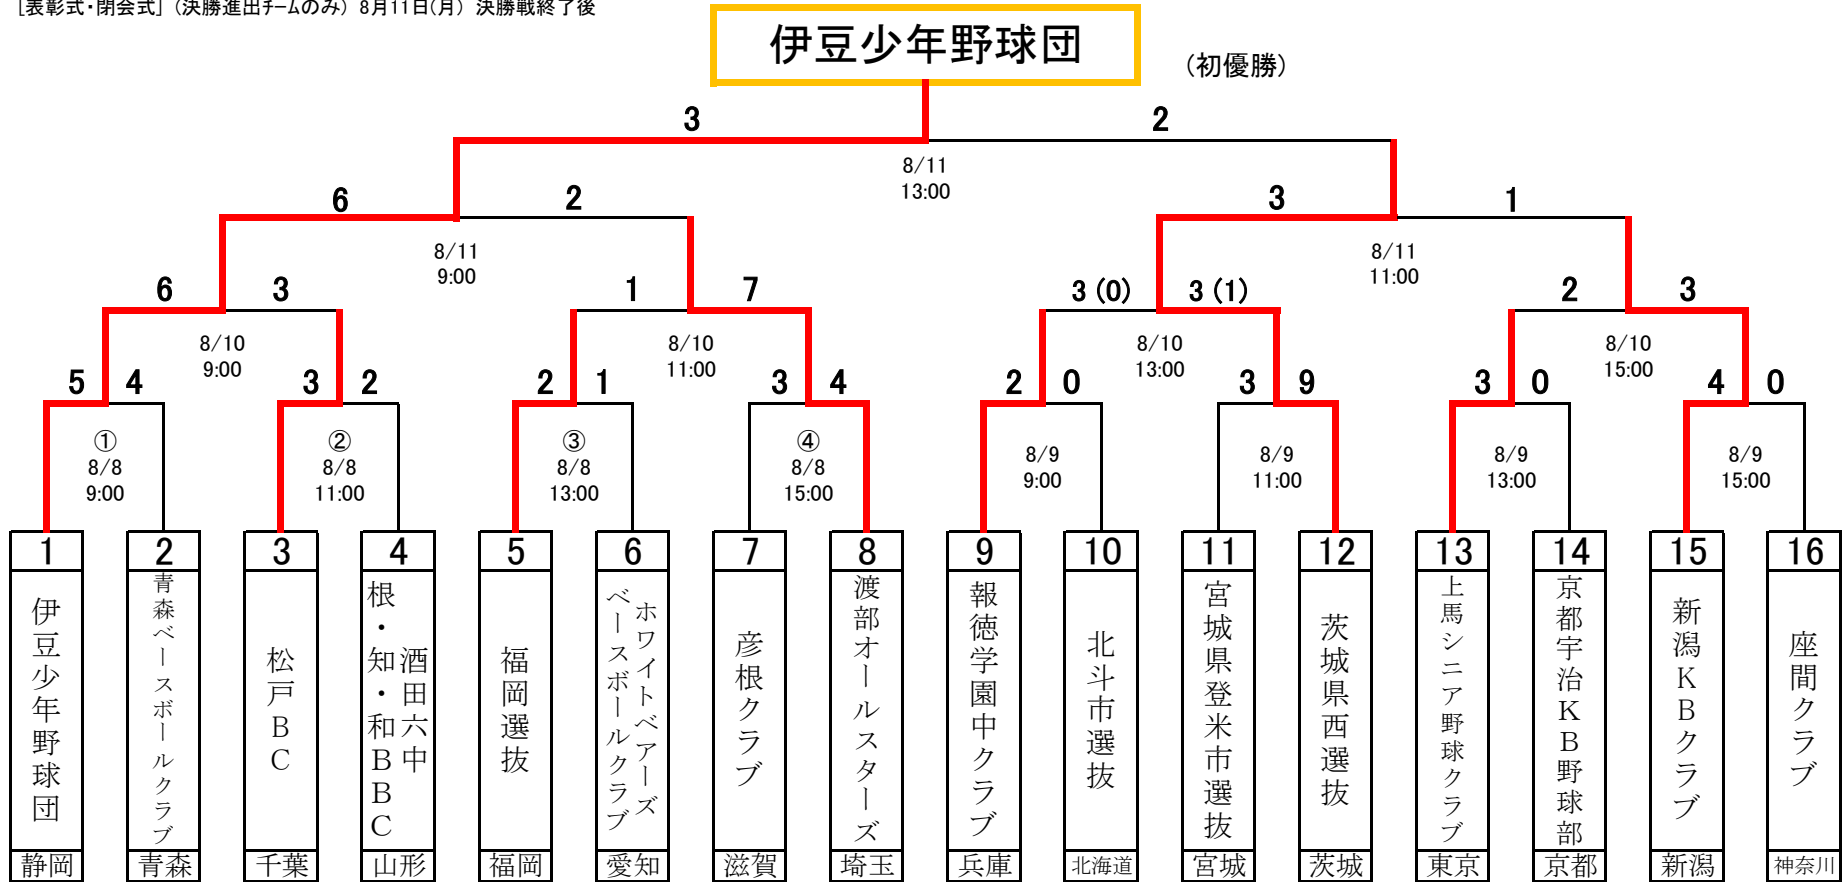 [表彰式・閉会式] (決勝進出チームのみ) 8月11日(月) 決勝戦終了後
伊豆少年野球団
(初優勝)
3
2
8/11
13:00
6
2
3
1
8/11
9:00
8/11
11:00
6
3
1
7
3(0)
3(1)
2
3
8/10
9:00
8/10
11:00
8/10
13:00
8/10
15:00
5
4
3
2
2
1
3
4
2
0
3
9
3
0
4
0
①
8/8
9:00
②
8/8
11:00
③
8/8
13:00
④
8/8
15:00
8/9
9:00
8/9
11:00
8/9
13:00
8/9
15:00
1
伊豆少年野球団
静岡
2
青森ベースボールクラブ
青森
3
松戸BC
千葉
4
酒田六中
根・知・和BBC
山形
5
福岡選抜
福岡
6
ホワイトベアーズ
ベースボールクラブ
愛知
7
彦根クラブ
滋賀
8
渡部オールスターズ
埼玉
9
報徳学園中クラブ
兵庫
10
北斗市選抜
北海道
11
宮城県登米市選抜
宮城
12
茨城県西選抜
茨城
13
上馬シニア野球クラブ
東京
14
京都宇治KB野球部
京都
15
新潟KBクラブ
新潟
16
座間クラブ
神奈川